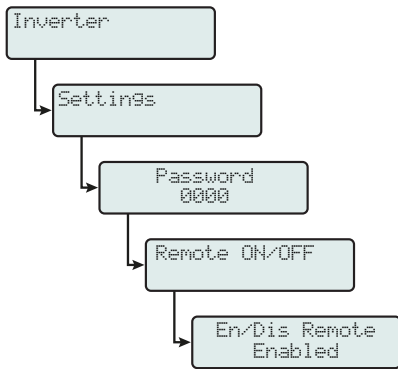 Inverter
Settings
Password
0000
Remote ON/OFF
En/Dis Remote
Enabled